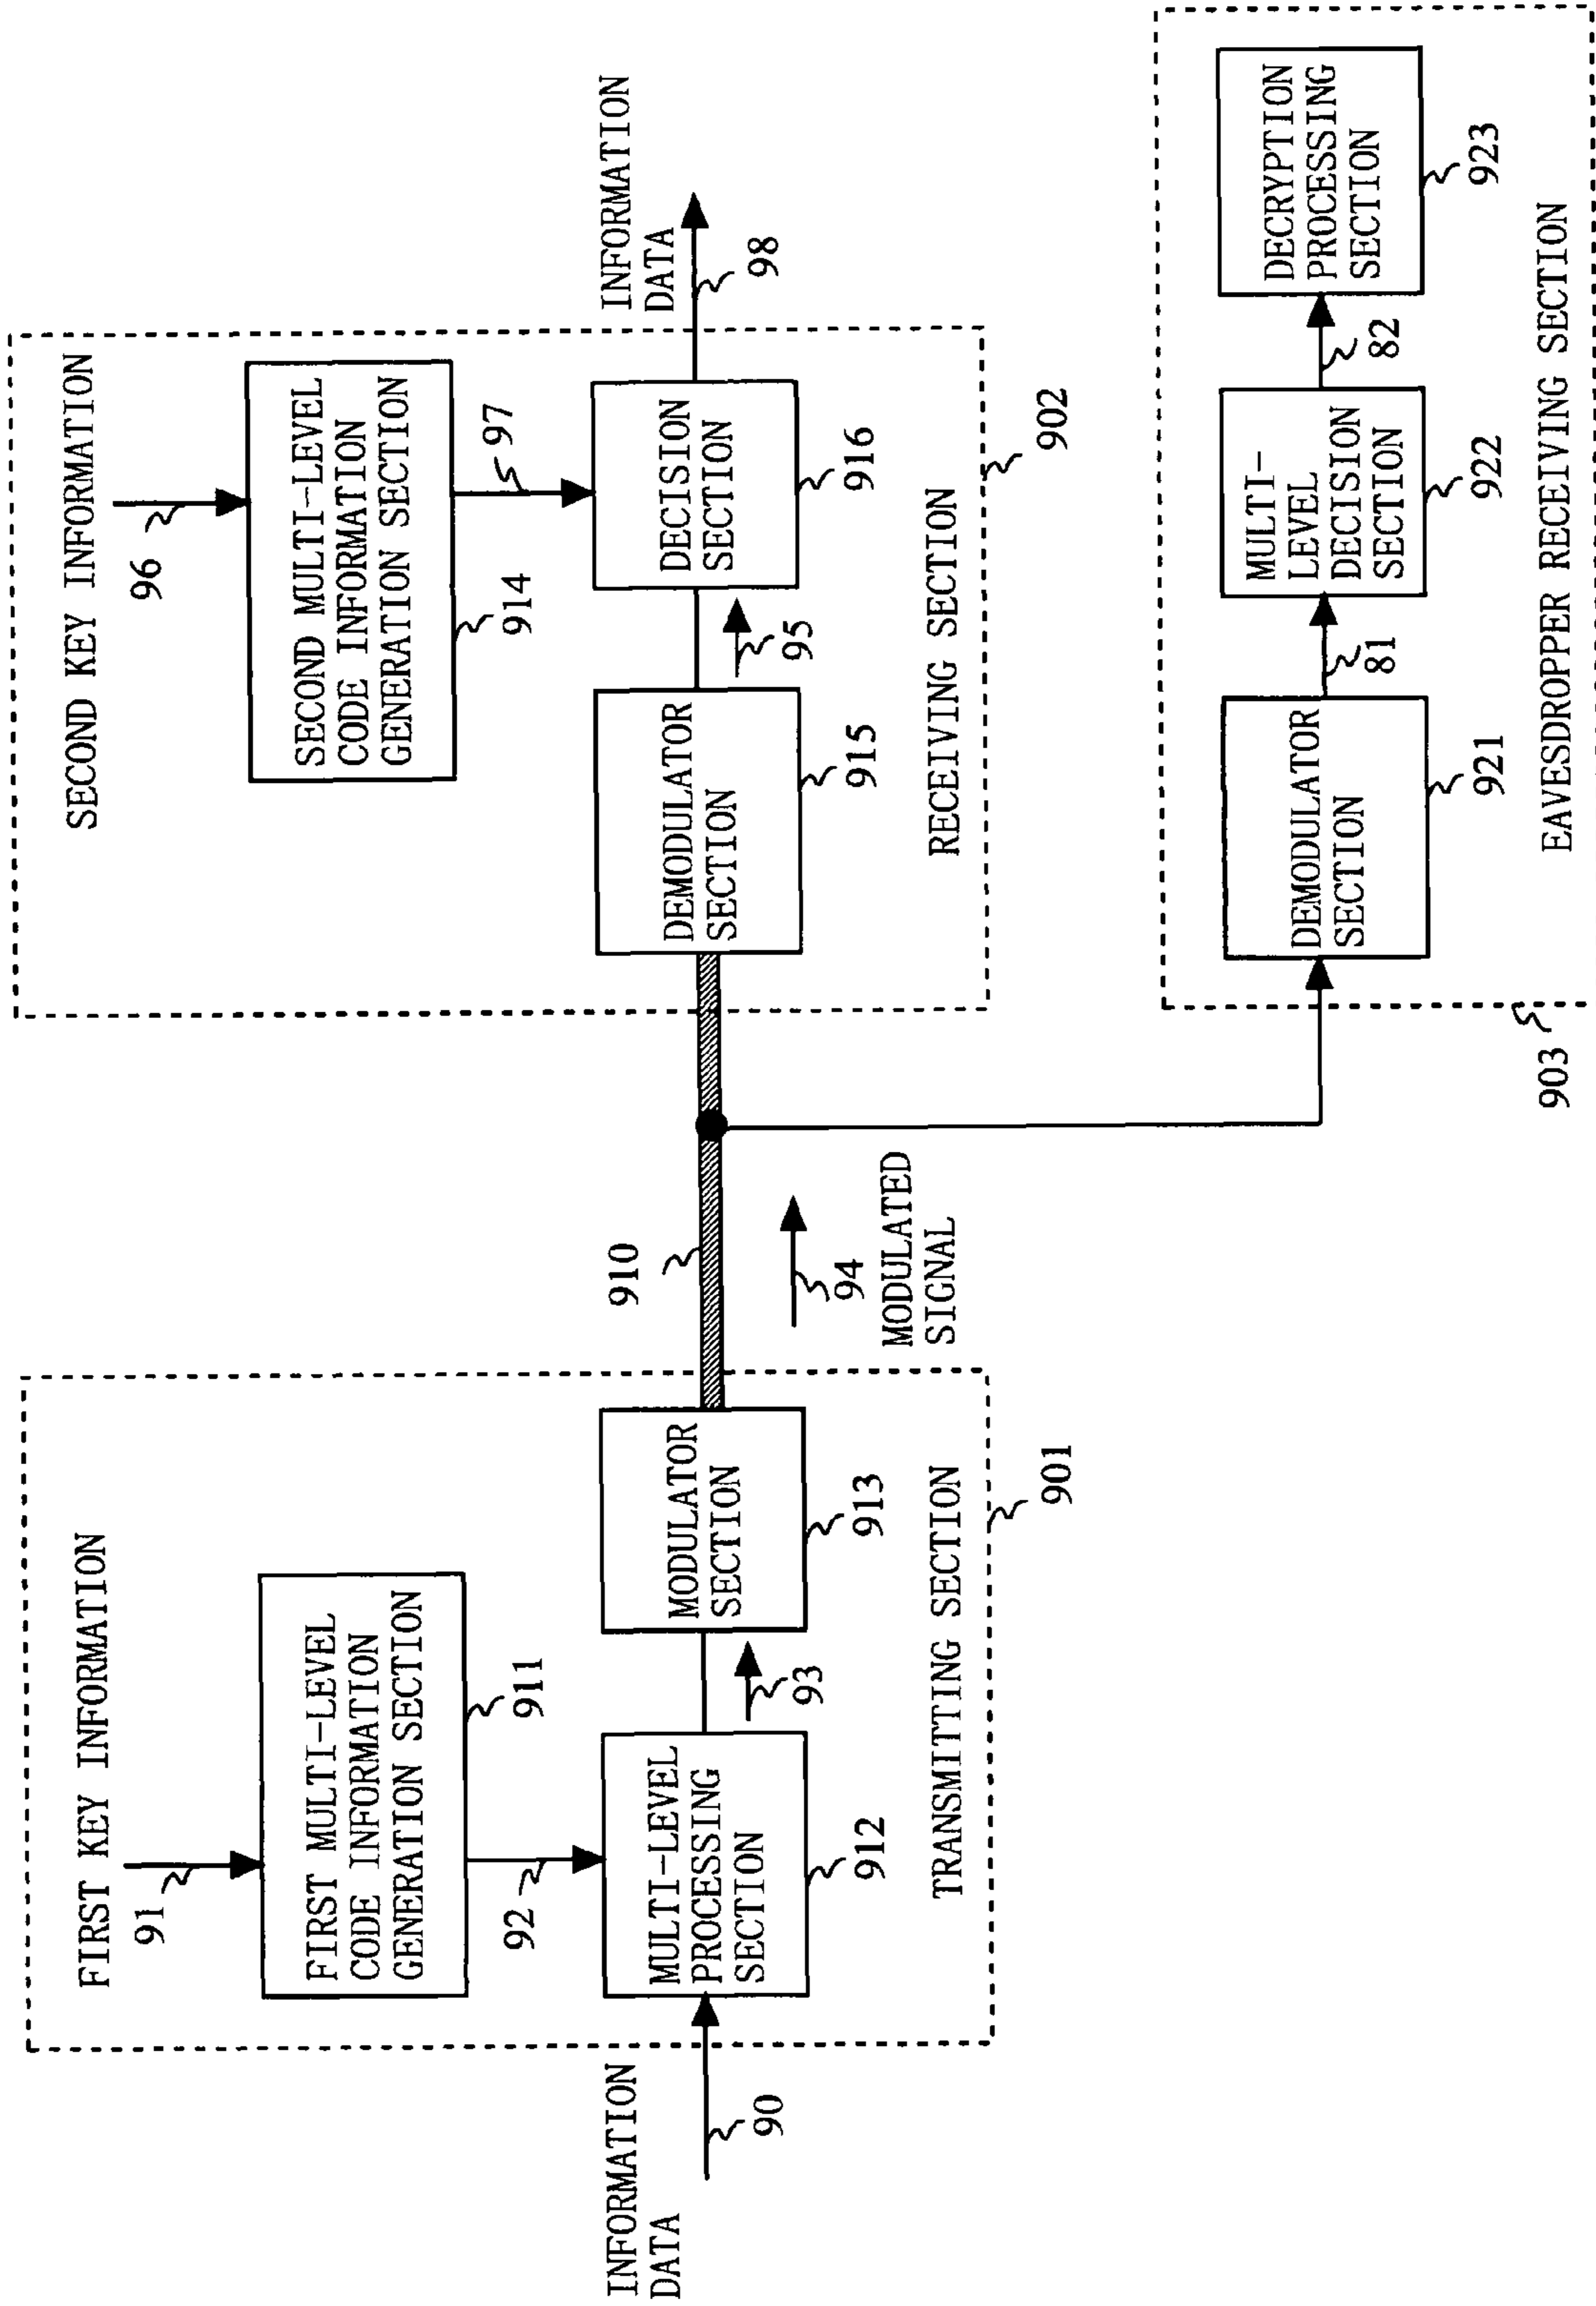 FIRST KEY INFORMATION
91
FIRST MULTI-LEVEL
CODE INFORMATION
GENERATION SECTION
911
92
INFORMATION
DATA
90
MULTI-LEVEL
PROCESSING
SECTION
912
93
MODULATOR
SECTION
913
TRANSMITTING SECTION
901
910
94
MODULATED
SIGNAL
SECOND KEY INFORMATION
96
SECOND MULTI-LEVEL
CODE INFORMATION
GENERATION SECTION
914
97
DEMODULATOR
SECTION
915
95
DECISION
SECTION
916
INFORMATION
DATA
98
RECEIVING SECTION
902
DEMODULATOR
SECTION
921
81
MULTI-
LEVEL
DECISION
SECTION
922
82
DECRYPTION
PROCESSING
SECTION
923
EAVESDROPPER RECEIVING SECTION
903